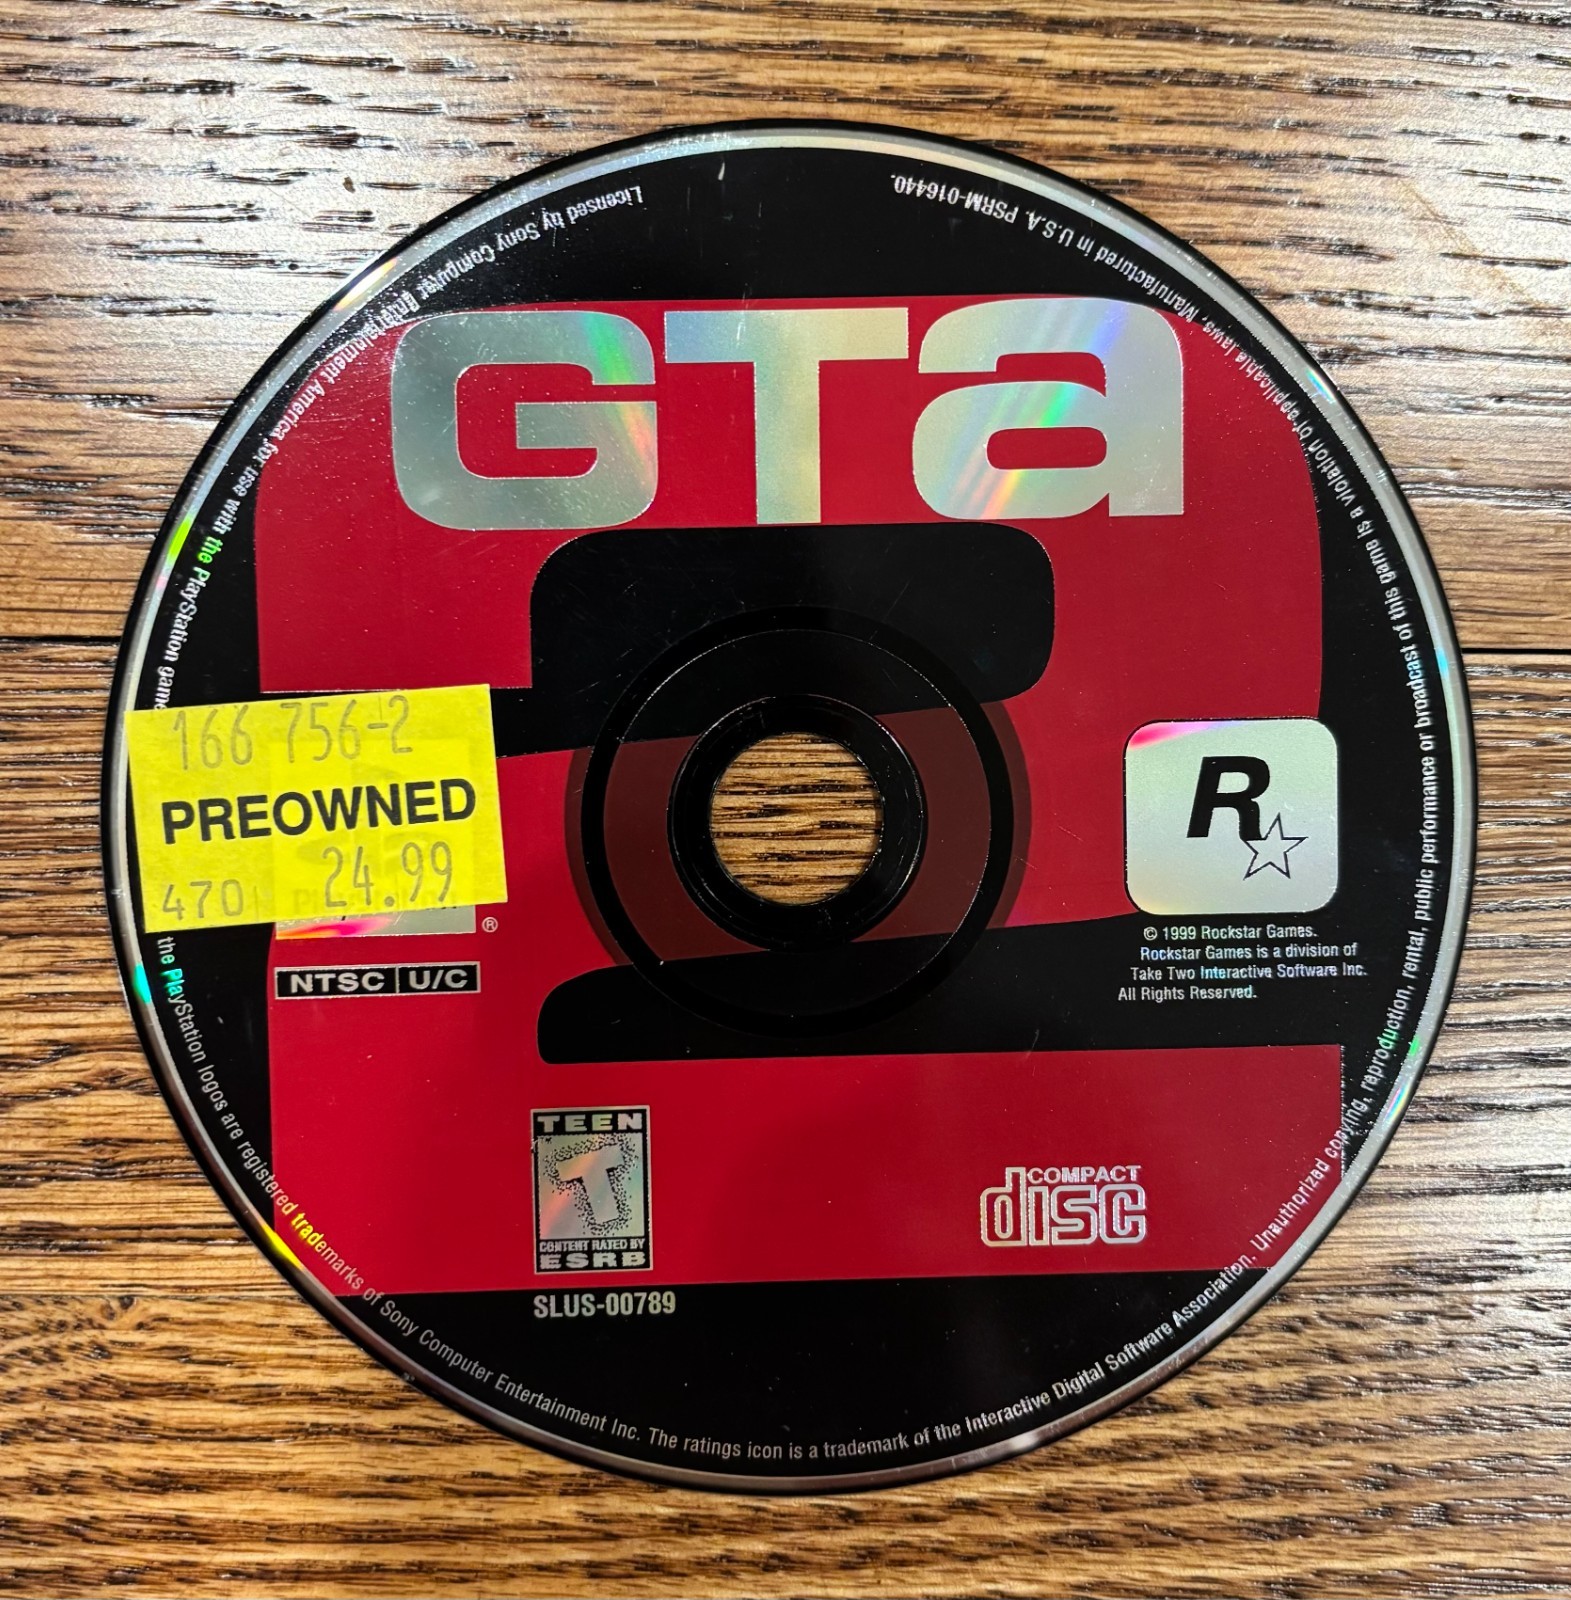 GTa
2
166 756-2
PREOWNED
470 24.99
®
NTSC U/C
R
© 1999 Rockstar Games.
Rockstar Games is a division of
Take Two Interactive Software Inc.
All Rights Reserved.
TEEN
T
CONTENT RATED BY
ESRB
SLUS-00789
COMPACT
disc
Licensed by Sony Computer Entertainment America for use with the PlayStation game
the PlayStation logos are registered trademarks of Sony Computer Entertainment Inc. The ratings icon is a trademark of the Interactive Digital Software Association. Unauthorized copying, reproduction, rental, public performance or broadcast of this game is a violation of applicable laws. Manufactured in U.S.A. PSRM-016440.